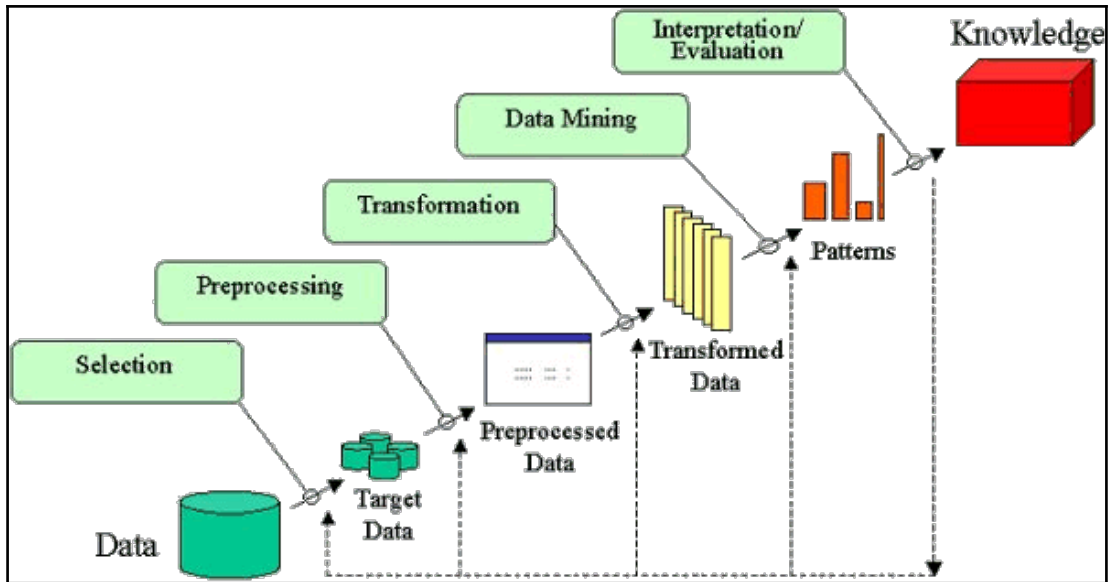 Interpretation/
Evaluation
Knowledge
Data Mining
Transformation
Patterns
Preprocessing
Transformed
Data
Selection
Preprocessed
Data
Target
Data
Data